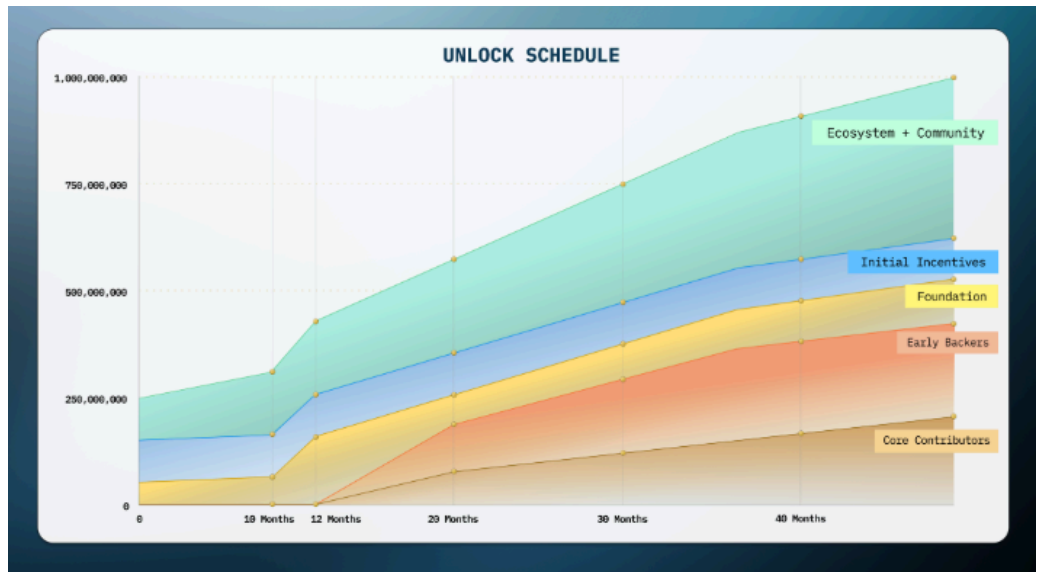 UNLOCK SCHEDULE
1,000,000,000
Ecosystem + Community
750,000,000
Initial Incentives
500,000,000
Foundation
Early Backers
250,000,000
Core Contributors
0
0 10 Months 12 Months 20 Months 30 Months 40 Months